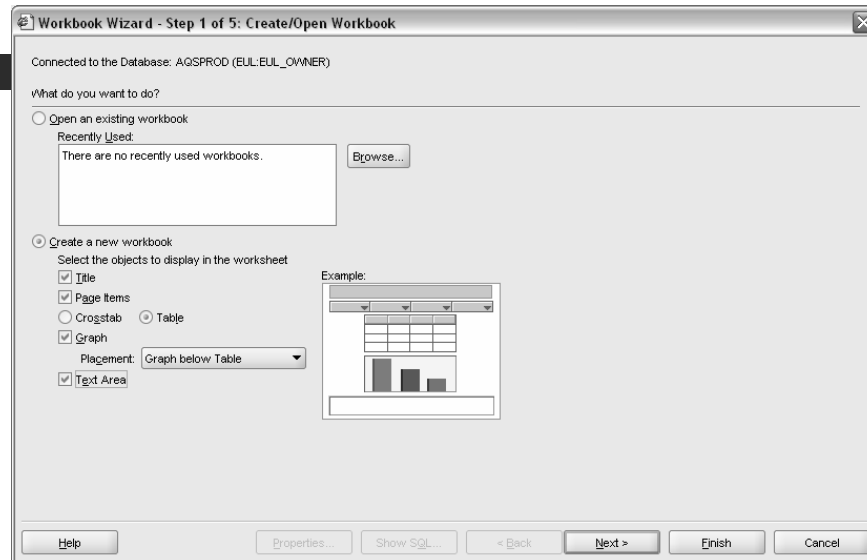 Workbook Wizard - Step 1 of 5: Create/Open Workbook
Connected to the Database: AQSPROD (EUL:EUL_OWNER)
What do you want to do?
Open an existing workbook
Recently Used:
There are no recently used workbooks.
Browse...
Create a new workbook
Select the objects to display in the worksheet
Title
Example:
Page Items
Crosstab Table
Graph
Placement: Graph below Table
Text Area
Help Properties... Show SQL... < Back Next > Finish Cancel